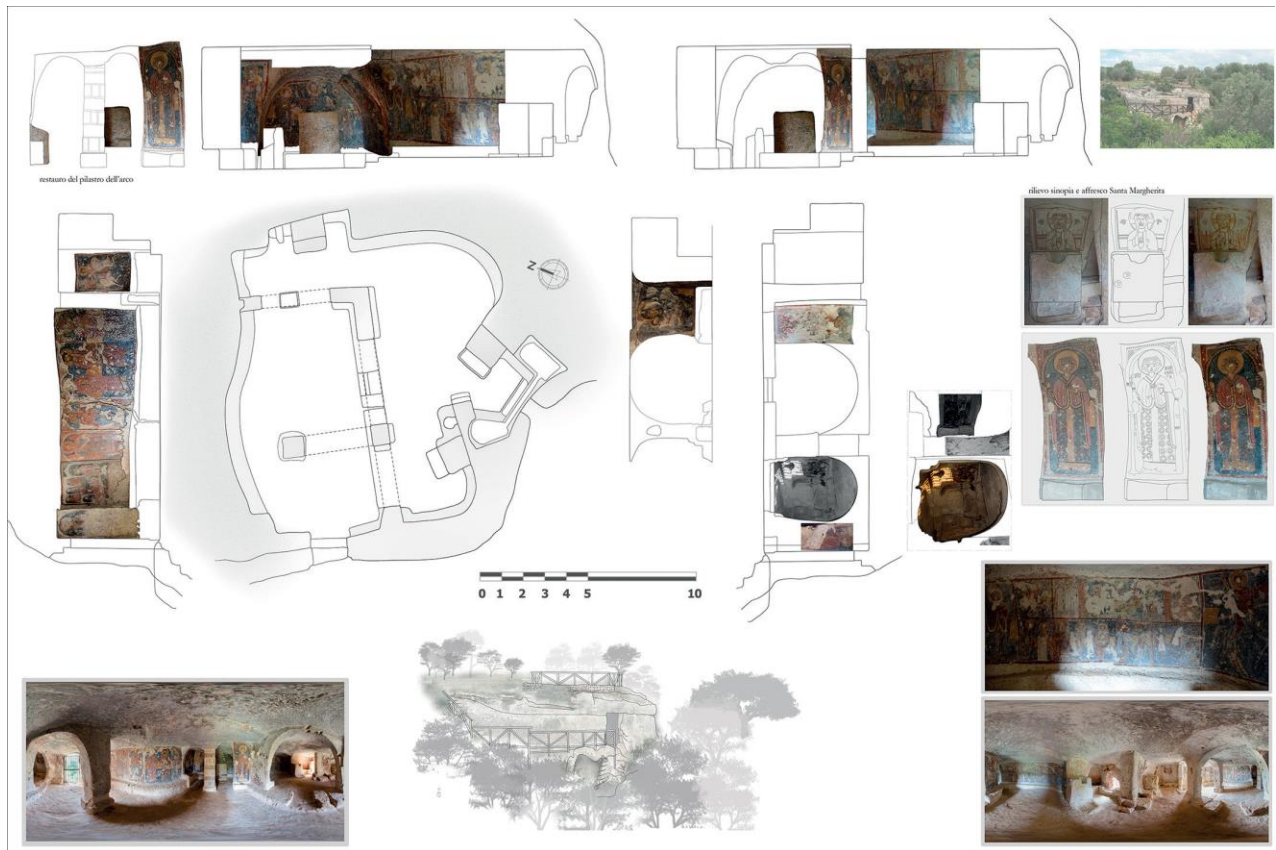 restauro del pilastro dell'arco
rilievo sinopia e affresco Santa Margherita
N
0 1 2 3 4 5 10